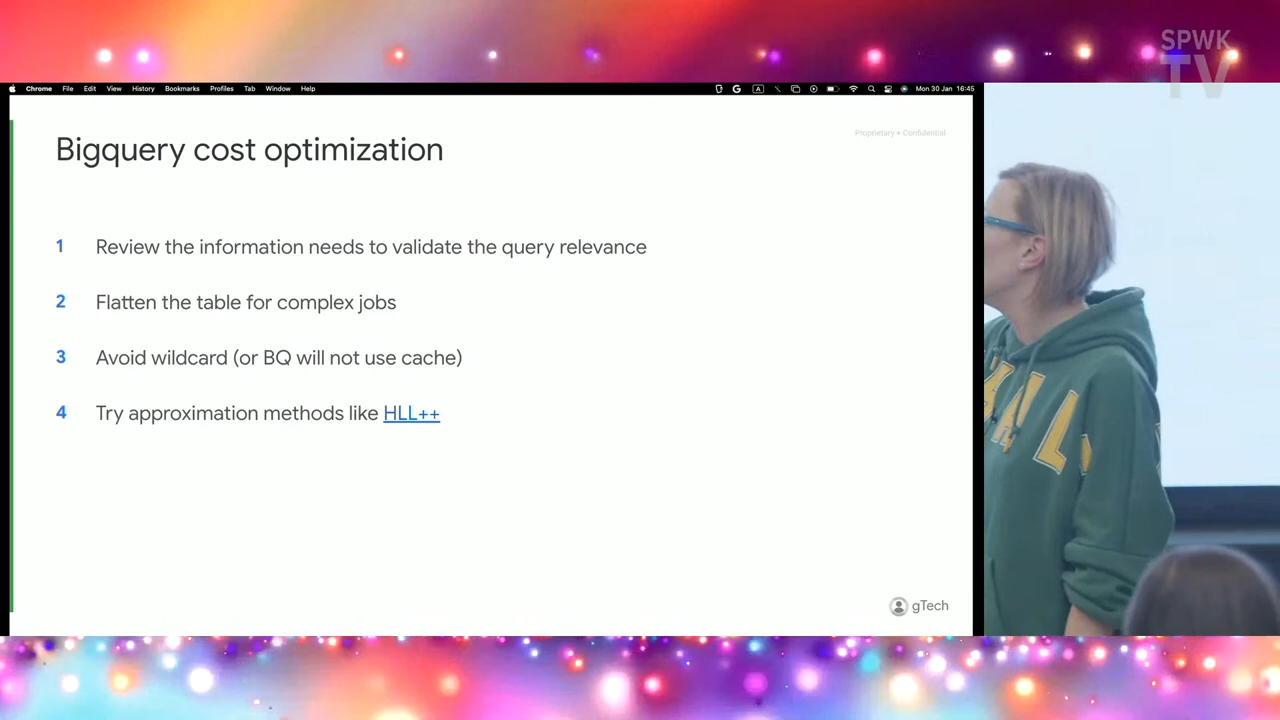 SPWK
TV
Chrome File Edit View History Bookmarks Profiles Tab Window Help
A
Mon 30 Jan 16:45
Proprietary + Confidential
Bigquery cost optimization
1 Review the information needs to validate the query relevance
2 Flatten the table for complex jobs
3 Avoid wildcard (or BQ will not use cache)
4 Try approximation methods like HLL++
gTech